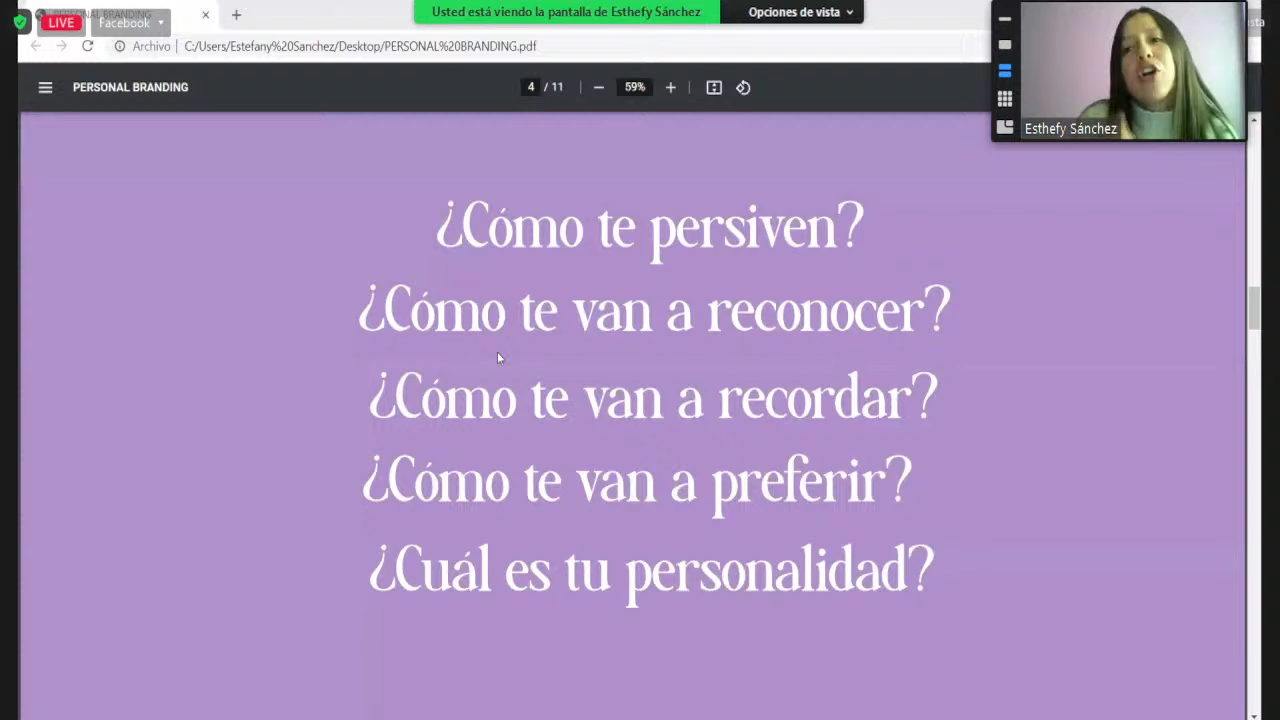 PERSONAL BRANDING
Usted está viendo la pantalla de Esthefy Sánchez
Opciones de vista
LIVE
Facebook
Archivo
C:/Users/Estefany%20Sanchez/Desktop/PERSONAL%20BRANDING.pdf
PERSONAL BRANDING
4 / 11
59%
Esthefy Sánchez
¿Cómo te persiven?
¿Cómo te van a reconocer?
¿Cómo te van a recordar?
¿Cómo te van a preferir?
¿Cuál es tu personalidad?